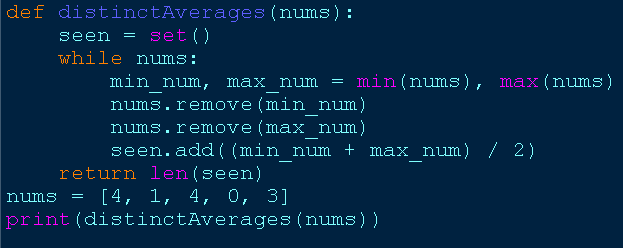 def distinctAverages(nums):
    seen = set()
    while nums:
        min_num, max_num = min(nums), max(nums)
        nums.remove(min_num)
        nums.remove(max_num)
        seen.add((min_num + max_num) / 2)
    return len(seen)
nums = [4, 1, 4, 0, 3]
print(distinctAverages(nums))